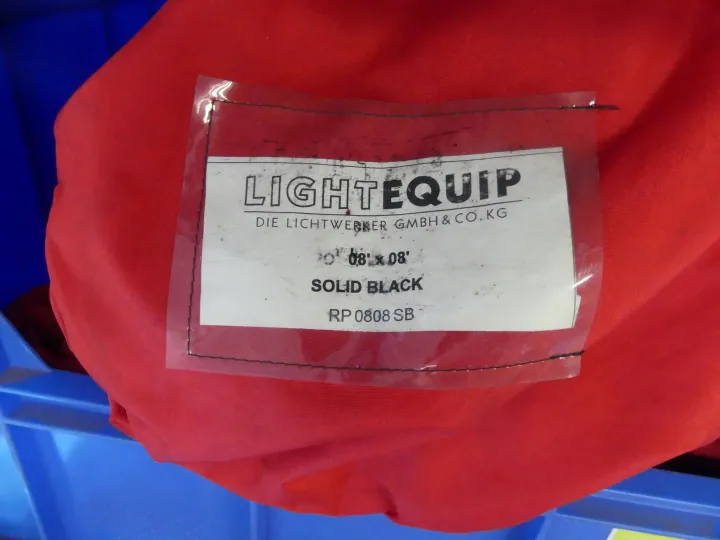 LIGHTEQUIP
DIE LICHTWERKER GMBH & CO. KG
08' x 08'
SOLID BLACK
RP 0808 SB